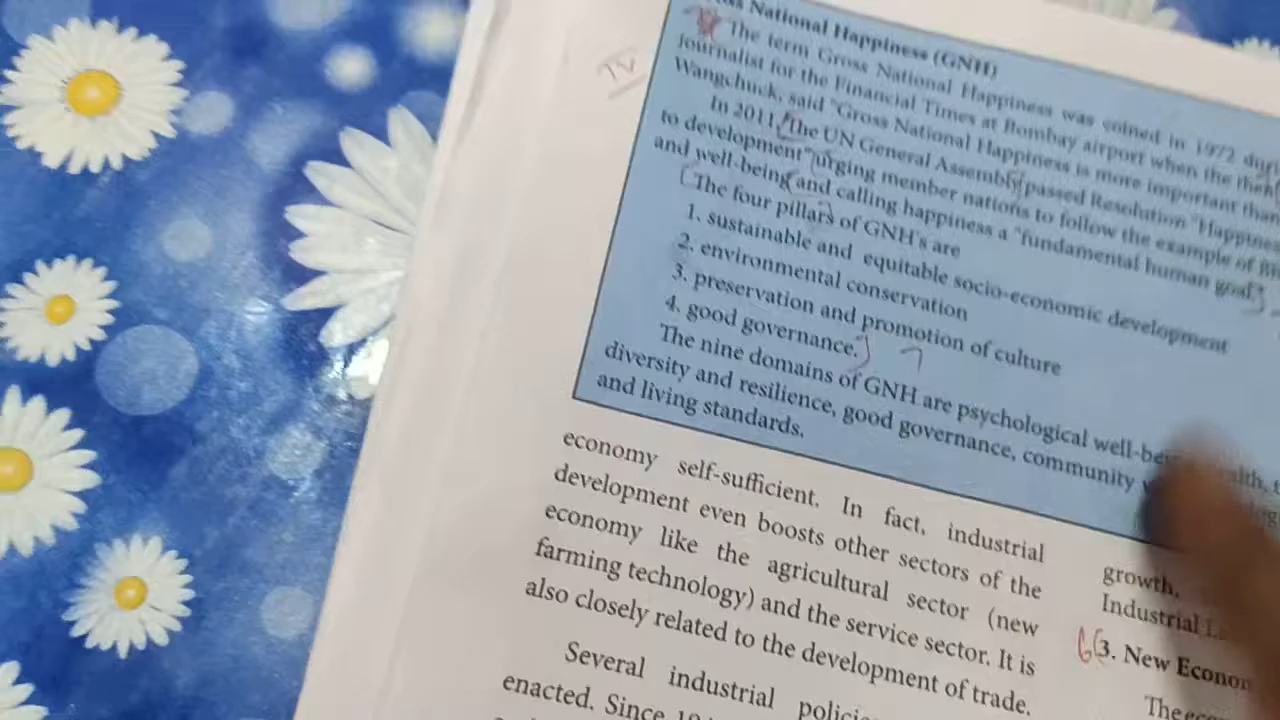 National Happiness (GNH)
The term Gross National Happiness was coined in 1972
Journalist for the Financial Times at Bombay airport when the then
Wangchuck, said "Gross National Happiness is more important than
In 2011, The UN General Assembly passed Resolution "Happiness
to development" urging member nations to follow the example of
and well-being and calling happiness a "fundamental human goal."
The four pillars of GNH's are
1. sustainable and equitable socio-economic development
2. environmental conservation
3. preservation and promotion of culture
4. good governance.
The nine domains of GNH are psychological
diversity and resilience, good governance, community
and living standards.
economy self-sufficient. In fact, industrial
development even boosts other sectors of the
economy like the agricultural sector (new
farming technology) and the service sector. It is
also closely related to the development of trade.
Several industrial
enacted. Since
growth,
Industrial
3. New